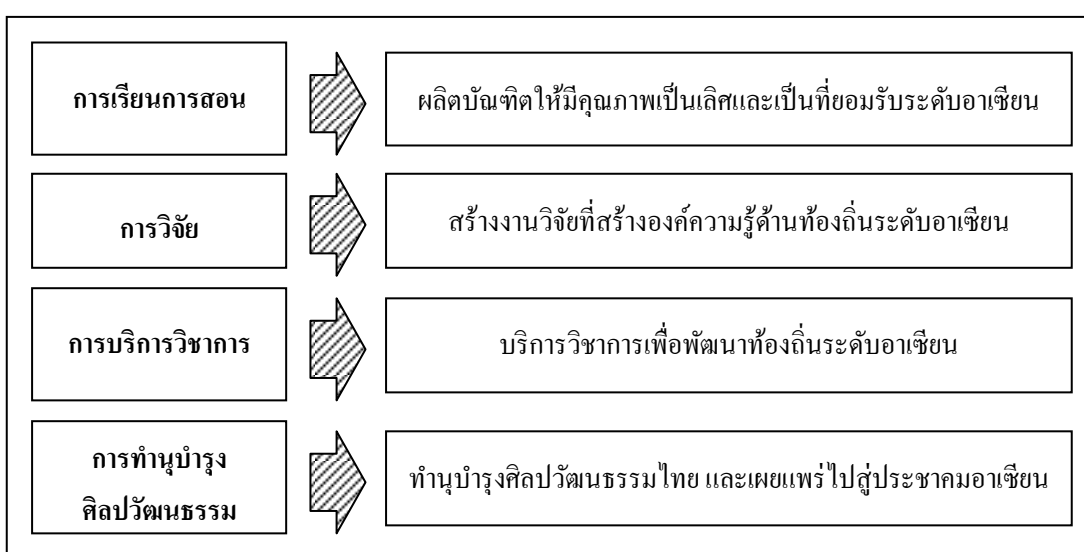 การเรียนการสอน
ผลิตบัณฑิตให้มีคุณภาพเป็นเลิศและเป็นที่ยอมรับระดับอาเซียน
การวิจัย
สร้างงานวิจัยที่สร้างองค์ความรู้ด้านท้องถิ่นระดับอาเซียน
การบริการวิชาการ
บริการวิชาการเพื่อพัฒนาท้องถิ่นระดับอาเซียน
การทำนุบำรุง
ศิลปวัฒนธรรม
ทำนุบำรุงศิลปวัฒนธรรมไทย และเผยแพร่ไปสู่ประชาคมอาเซียน